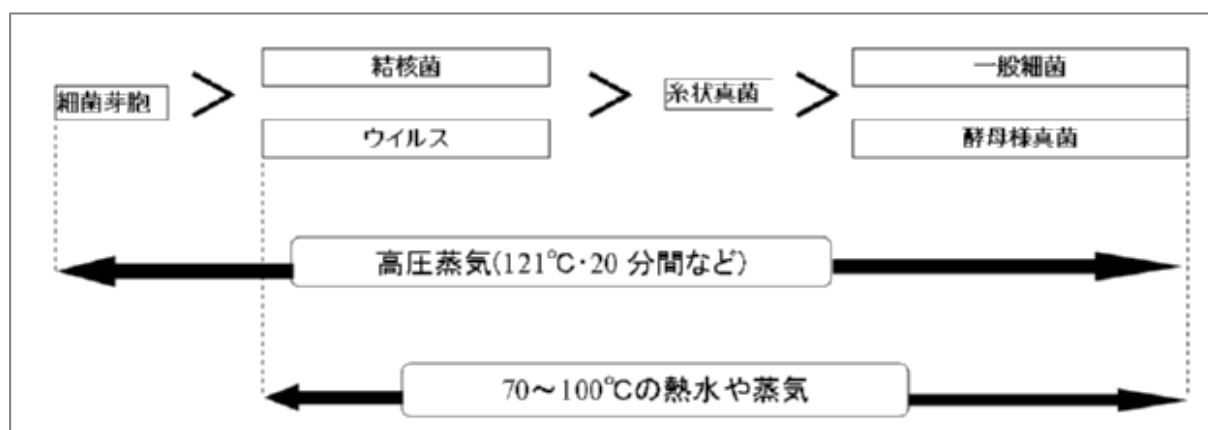 細菌芽胞
>
結核菌
ウイルス
>
糸状真菌
>
一般細菌
酵母様真菌
高圧蒸気(121℃・20 分間など)
70～100℃の熱水や蒸気